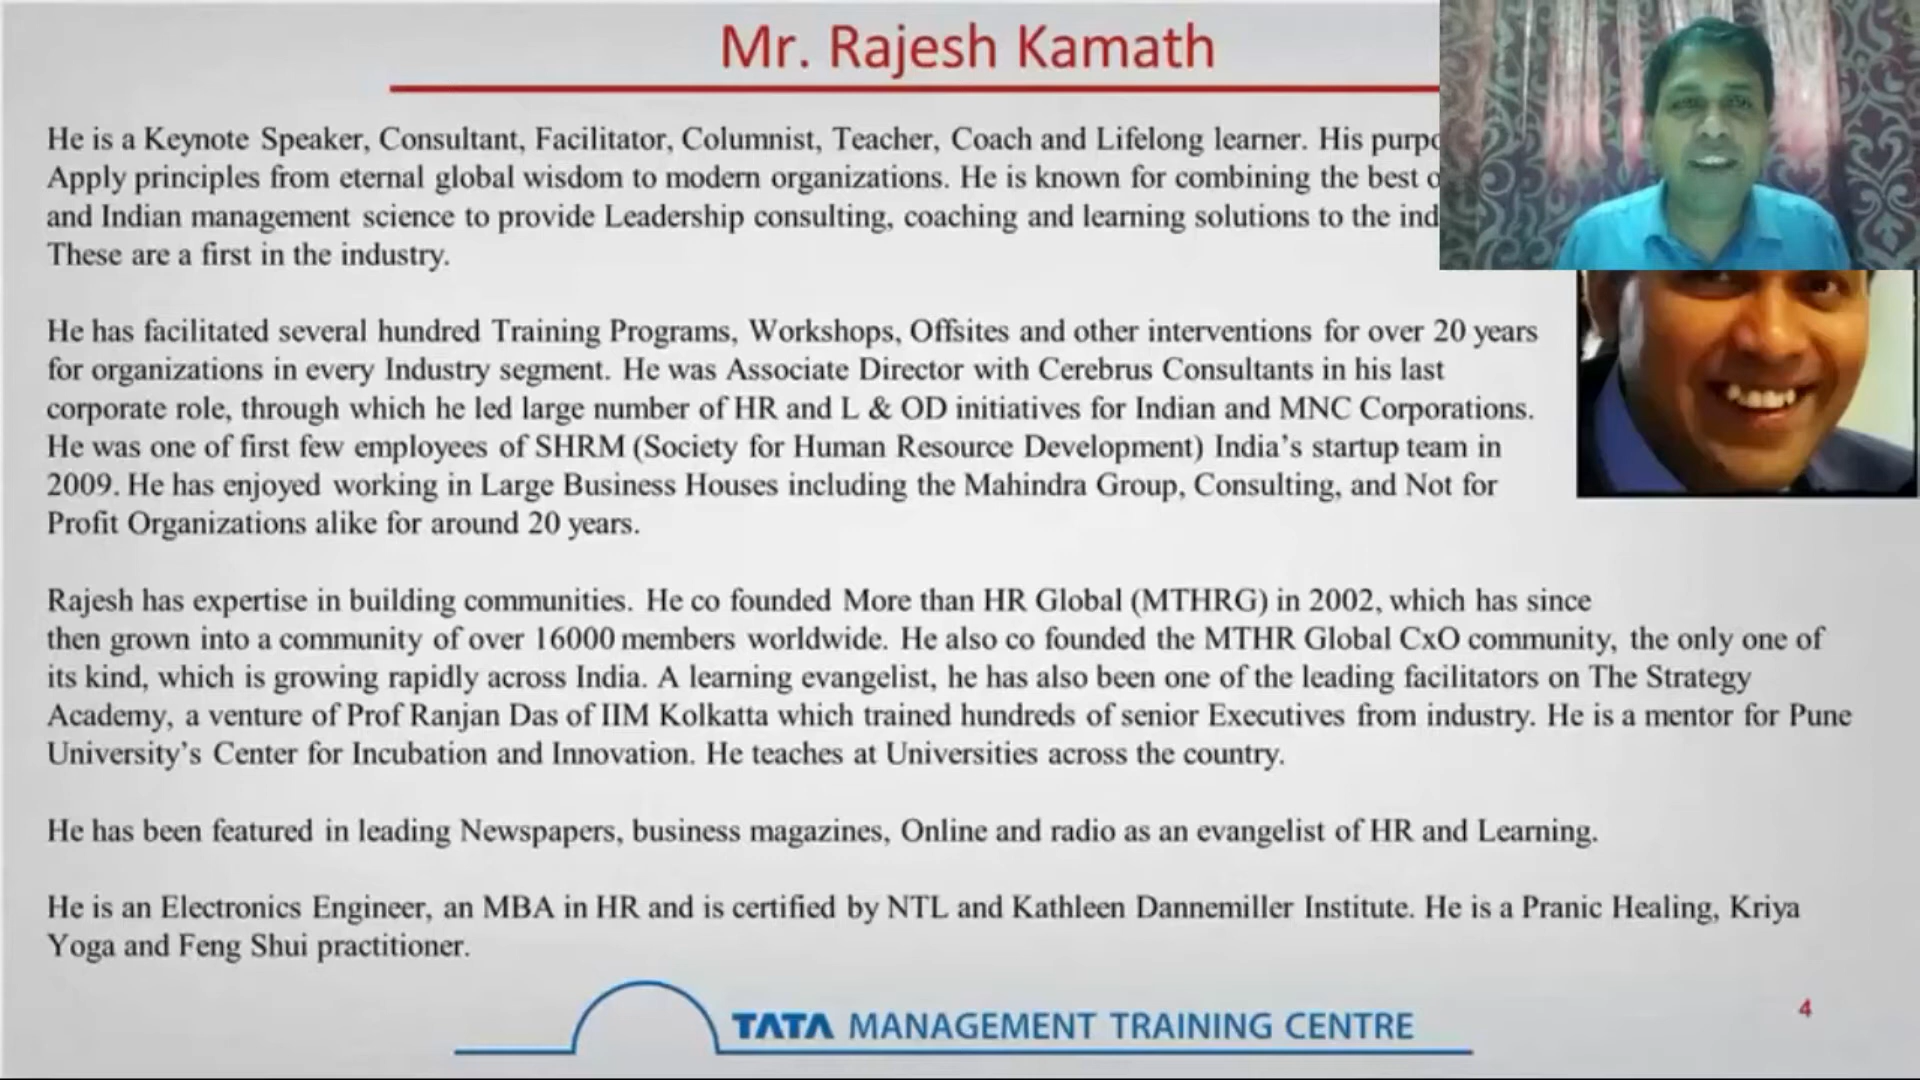 Mr. Rajesh Kamath
He is a Keynote Speaker, Consultant, Facilitator, Columnist, Teacher, Coach and Lifelong learner. His
Apply principles from eternal global wisdom to modern organizations. He is known for combining the best
and Indian management science to provide Leadership consulting, coaching and learning solutions to the
These are a first in the industry.
He has facilitated several hundred Training Programs, Workshops, Offsites and other interventions for over 20 years
for organizations in every Industry segment. He was Associate Director with Cerebrus Consultants in his last
corporate role, through which he led large number of HR and L & OD initiatives for Indian and MNC Corporations.
He was one of first few employees of SHRM (Society for Human Resource Development) India's startup team in
2009. He has enjoyed working in Large Business Houses including the Mahindra Group, Consulting, and Not for
Profit Organizations alike for around 20 years.
Rajesh has expertise in building communities. He co founded More than HR Global (MTHRG) in 2002, which has since
then grown into a community of over 16000 members worldwide. He also co founded the MTHR Global CxO community, the only one of
its kind, which is growing rapidly across India. A learning evangelist, he has also been one of the leading facilitators on The Strategy
Academy, a venture of Prof Ranjan Das of IIM Kolkatta which trained hundreds of senior Executives from industry. He is a mentor for Pune
University's Center for Incubation and Innovation. He teaches at Universities across the country.
He has been featured in leading Newspapers, business magazines, Online and radio as an evangelist of HR and Learning.
He is an Electronics Engineer, an MBA in HR and is certified by NTL and Kathleen Dannemiller Institute. He is a Pranic Healing, Kriya
Yoga and Feng Shui practitioner.
TATA MANAGEMENT TRAINING CENTRE
4